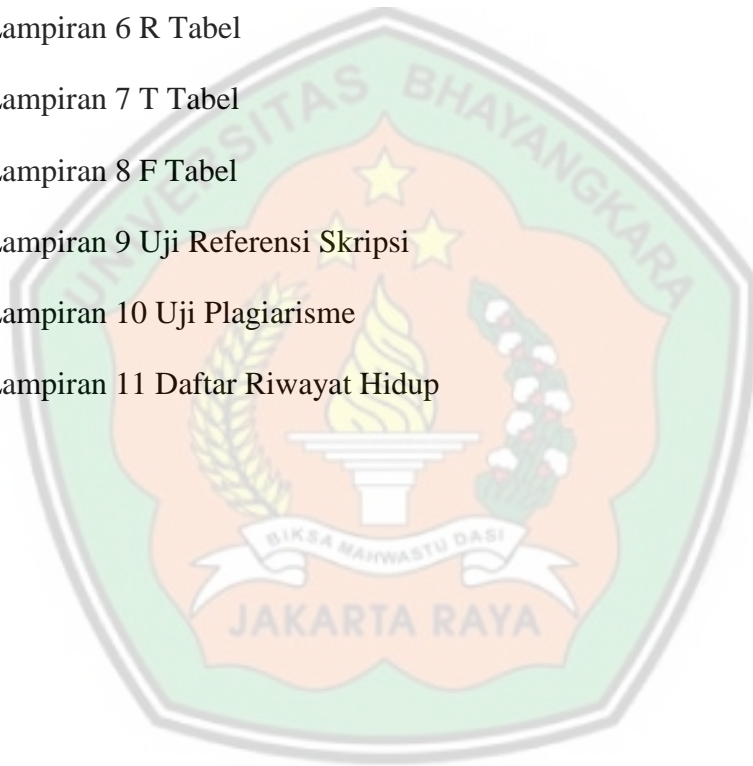 ampiran 6 R Tabel
ampiran 7 T Tabel
ampiran 8 F Tabel
ampiran 9 Uji Referensi Skripsi
ampiran 10 Uji Plagiarisme
ampiran 11 Daftar Riwayat Hidup
UNIVERSITAS BHAYANGKARA
BIKSA MAHWASTU DASI
JAKARTA RAYA